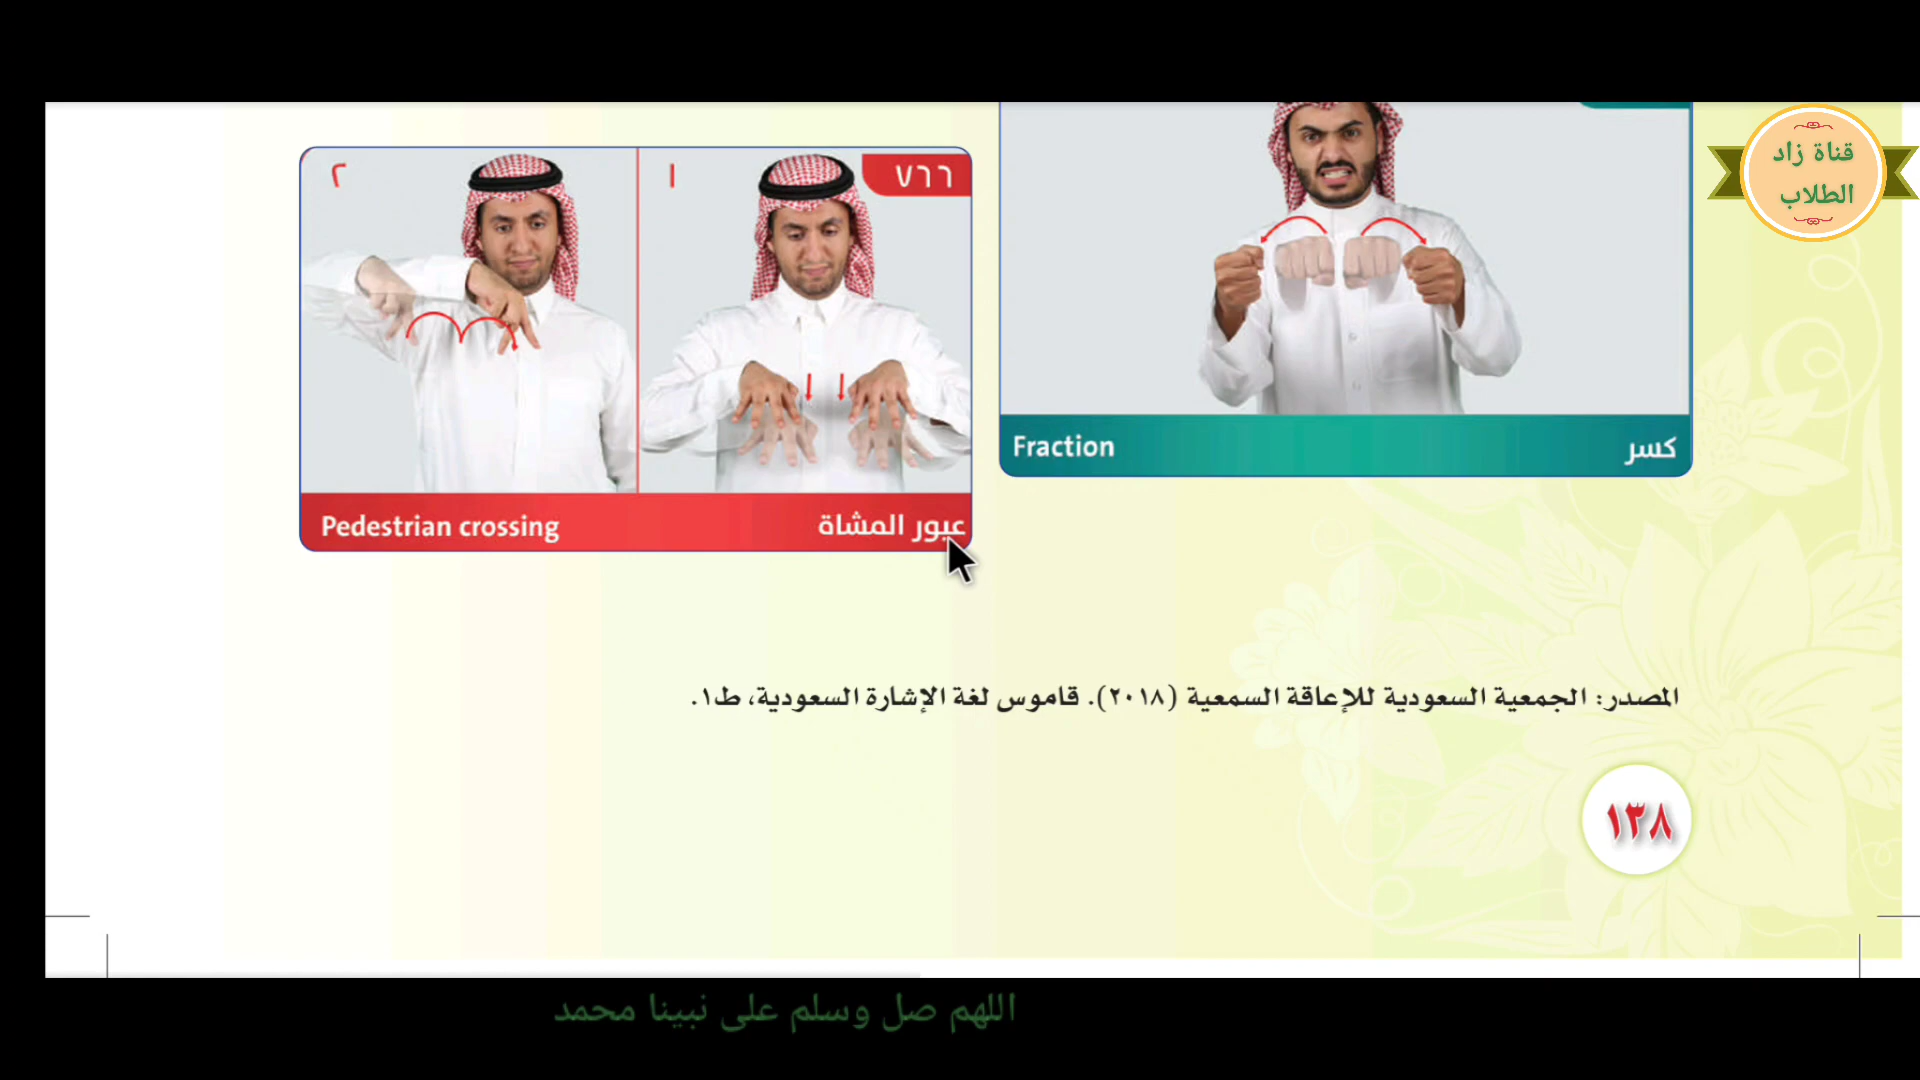 قناة زاد
الطلاب
٧٦٦
١
٢
Fraction
كسر
Pedestrian crossing
عبور المشاة
المصدر: الجمعية السعودية للإعاقة السمعية (٢٠١٨). قاموس لغة الإشارة السعودية، ط١.
١٣٨
اللهم صل وسلم على نبينا محمد